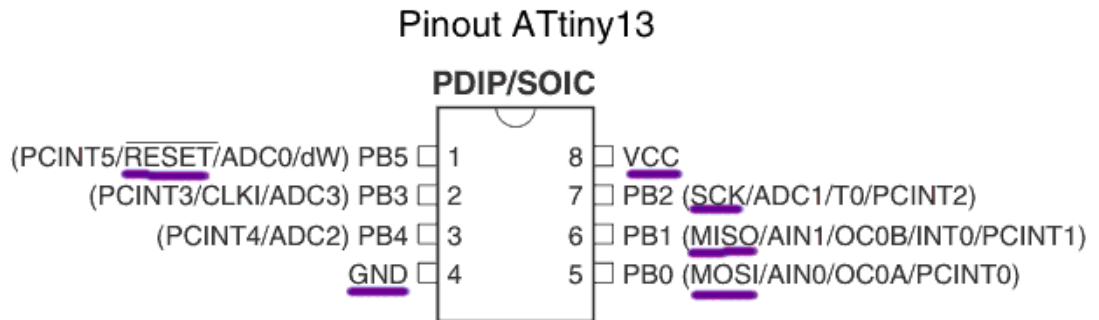 Pinout ATtiny13
PDIP/SOIC
(PCINT5/RESET/ADC0/dW) PB5 1 8 VCC
(PCINT3/CLKI/ADC3) PB3 2 7 PB2 (SCK/ADC1/T0/PCINT2)
(PCINT4/ADC2) PB4 3 6 PB1 (MISO/AIN1/OC0B/INT0/PCINT1)
GND 4 5 PB0 (MOSI/AIN0/OC0A/PCINT0)